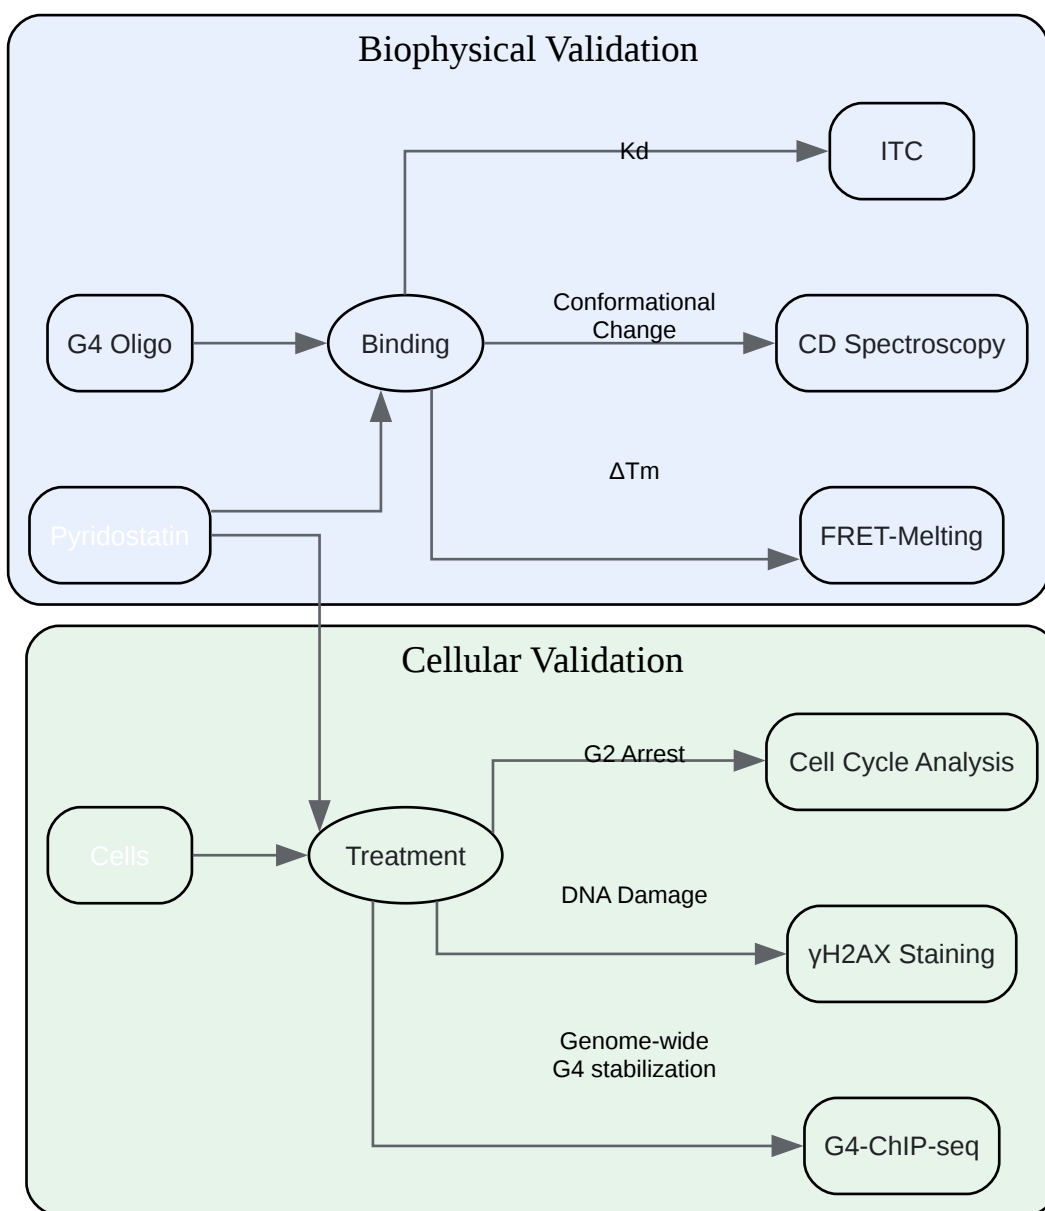 Biophysical Validation
Kd
ITC
Conformational
Change
G4 Oligo
Binding
CD Spectroscopy
ΔTm
Pyridostatin
FRET-Melting
Cellular Validation
G2 Arrest
Cell Cycle Analysis
Cells
Treatment
DNA Damage
γH2AX Staining
Genome-wide
G4 stabilization
G4-ChIP-seq